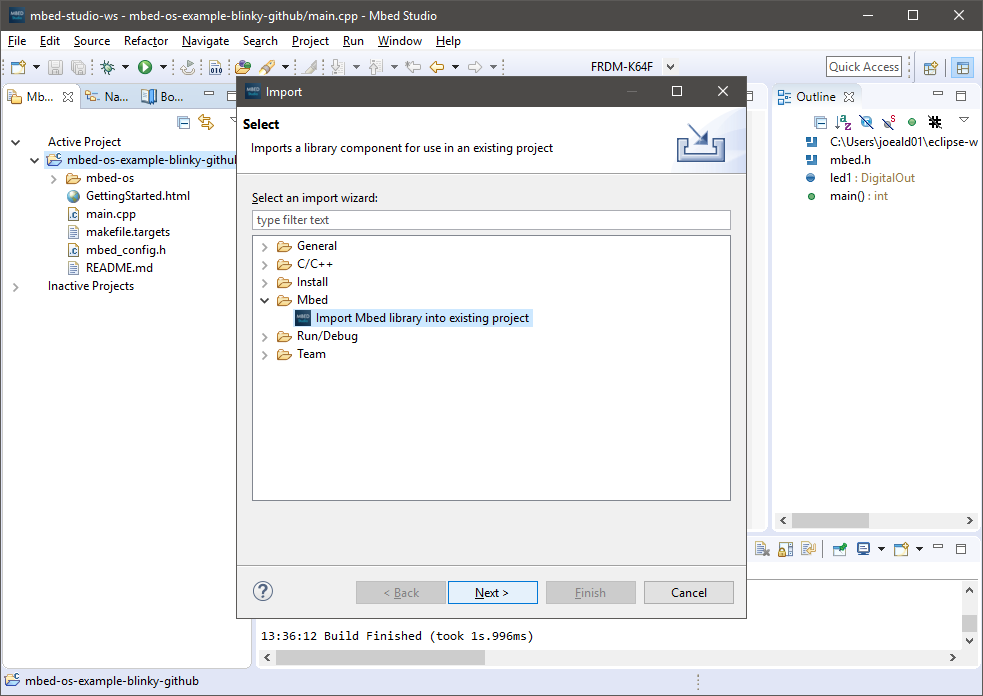 mbed-studio-ws - mbed-os-example-blinky-github/main.cpp - Mbed Studio
File Edit Source Refactor Navigate Search Project Run Window Help
FRDM-K64F
Quick Access
Mb...
Na...
Bo...
Active Project
mbed-os-example-blinky-githul
mbed-os
GettingStarted.html
main.cpp
makefile.targets
mbed_config.h
README.md
Inactive Projects
Import
Select
Imports a library component for use in an existing project
Select an import wizard:
type filter text
General
C/C++
Install
Mbed
Import Mbed library into existing project
Run/Debug
Team
< Back
Next >
Finish
Cancel
Outline
C:\Users\joeald01\eclipse-w
mbed.h
led1 : DigitalOut
main() : int
13:36:12 Build Finished (took 1s.996ms)
mbed-os-example-blinky-github